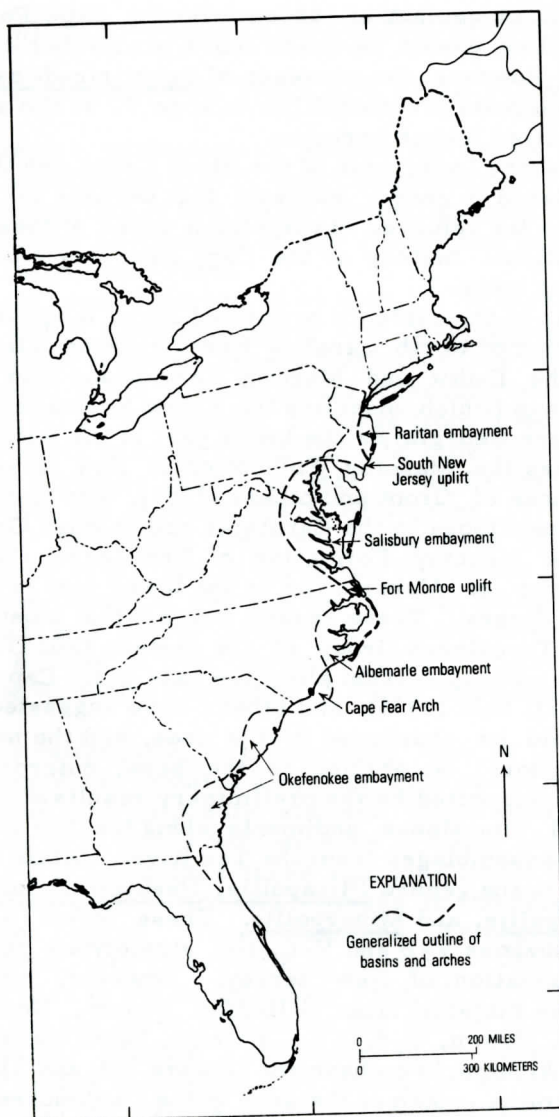 Raritan embayment
South New
Jersey uplift
Salisbury embayment
Fort Monroe uplift
Albemarle embayment
Cape Fear Arch
Okefenokee embayment
N
EXPLANATION
Generalized outline of
basins and arches
0 200 MILES
0 300 KILOMETERS